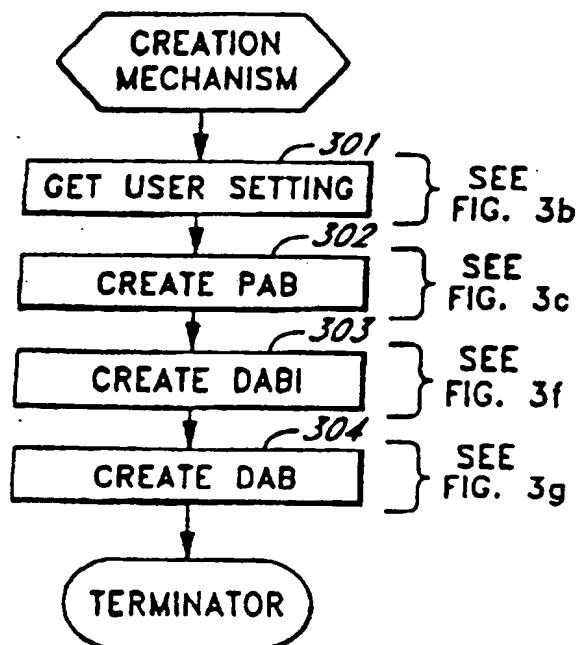 CREATION
MECHANISM
301
GET USER SETTING
SEE
FIG. 3b
302
CREATE PAB
SEE
FIG. 3c
303
CREATE DABI
SEE
FIG. 3f
304
CREATE DAB
SEE
FIG. 3g
TERMINATOR